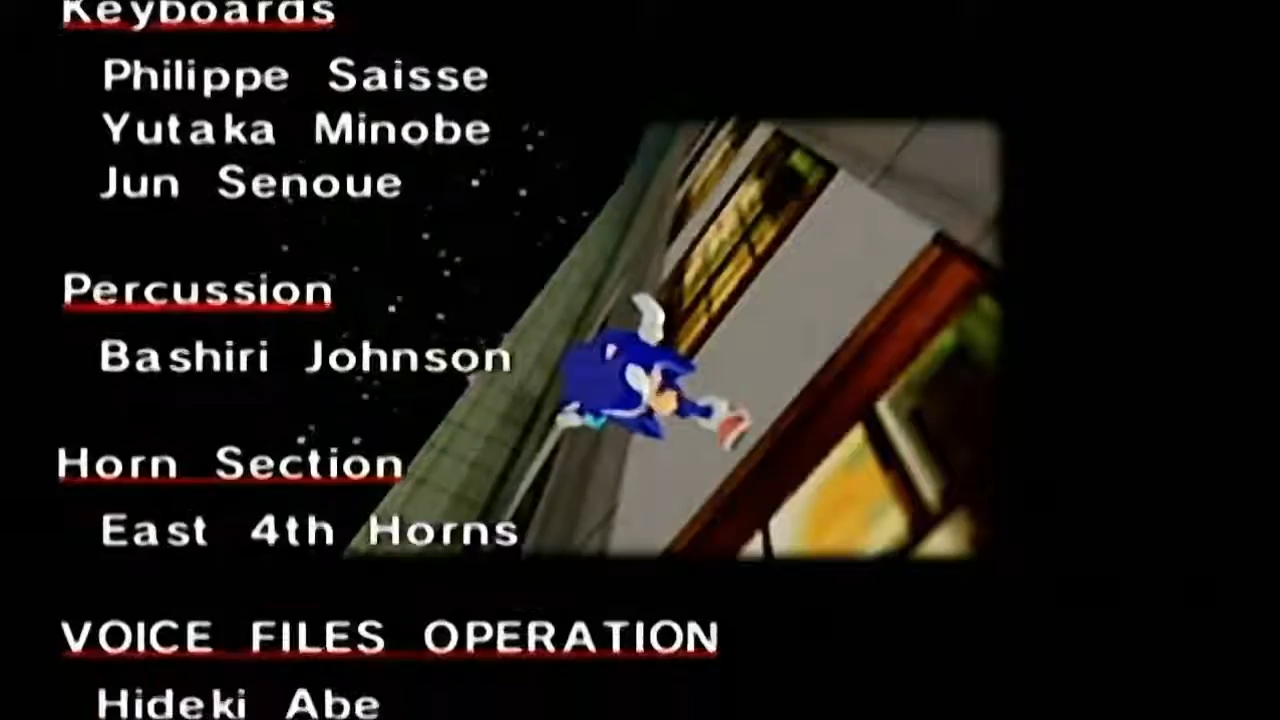 Keyboards
Philippe Saisse
Yutaka Minobe
Jun Senoue
Percussion
Bashiri Johnson
Horn Section
East 4th Horns
VOICE FILES OPERATION
Hideki Abe